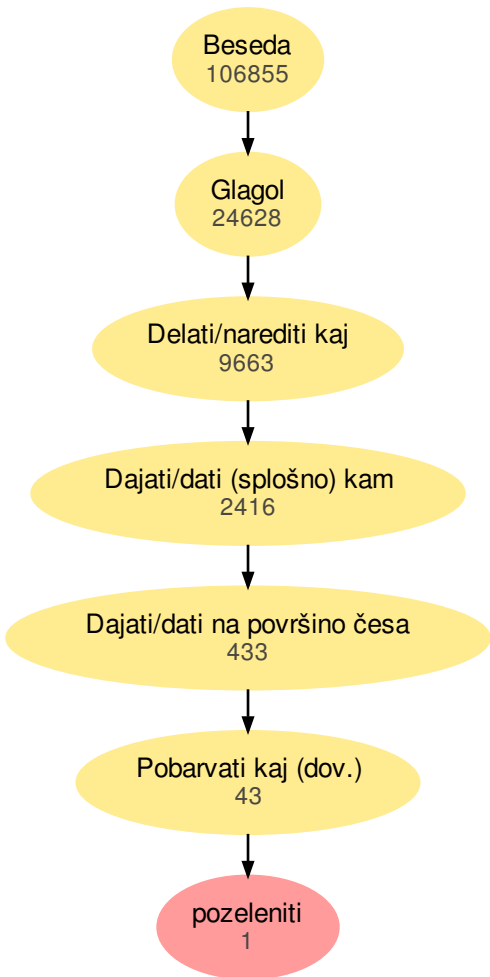 Beseda
106855
Glagol
24628
Delati/narediti kaj
9663
Dajati/dati (splošno) kam
2416
Dajati/dati na površino česa
433
Pobarvati kaj (dov.)
43
pozeleniti
1